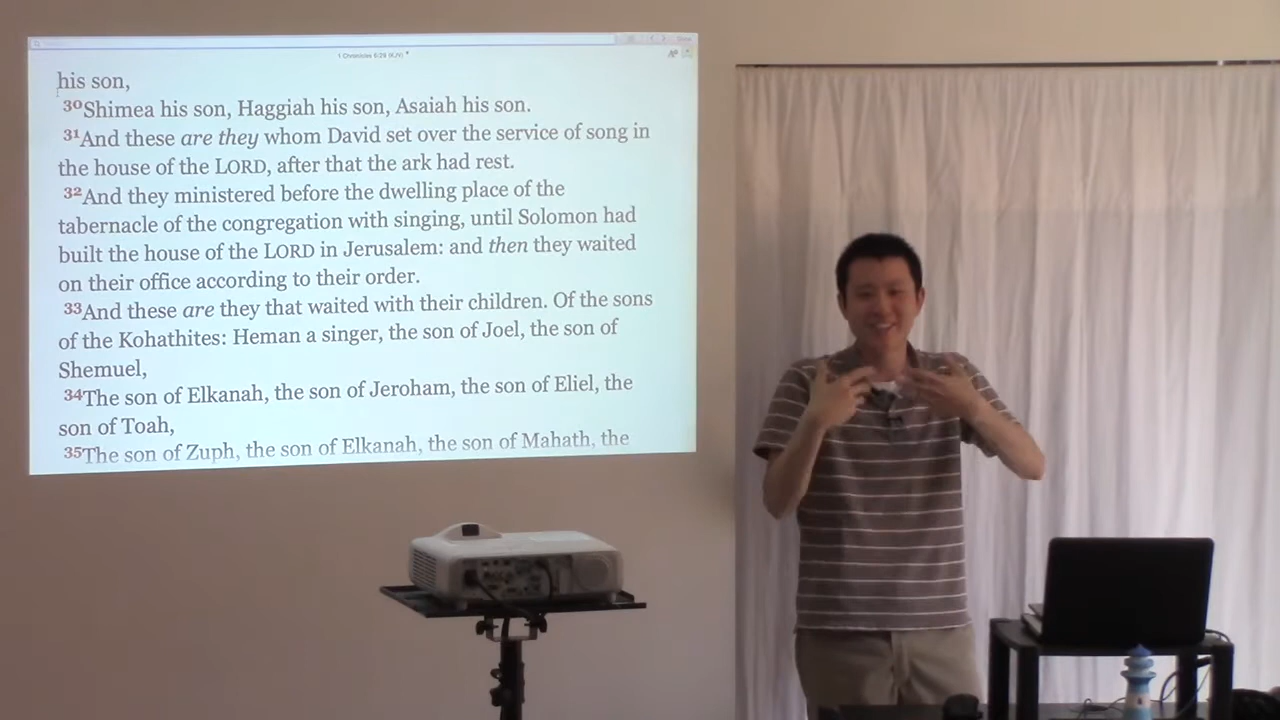 1 Chronicles 6:29 (KJV)
his son,
30Shimea his son, Haggiah his son, Asaiah his son.
31And these are they whom David set over the service of song in
the house of the LORD, after that the ark had rest.
32And they ministered before the dwelling place of the
tabernacle of the congregation with singing, until Solomon had
built the house of the LORD in Jerusalem: and then they waited
on their office according to their order.
33And these are they that waited with their children. Of the sons
of the Kohathites: Heman a singer, the son of Joel, the son of
Shemuel,
34The son of Elkanah, the son of Jeroham, the son of Eliel, the
son of Toah,
35The son of Zuph, the son of Elkanah, the son of Mahath, the